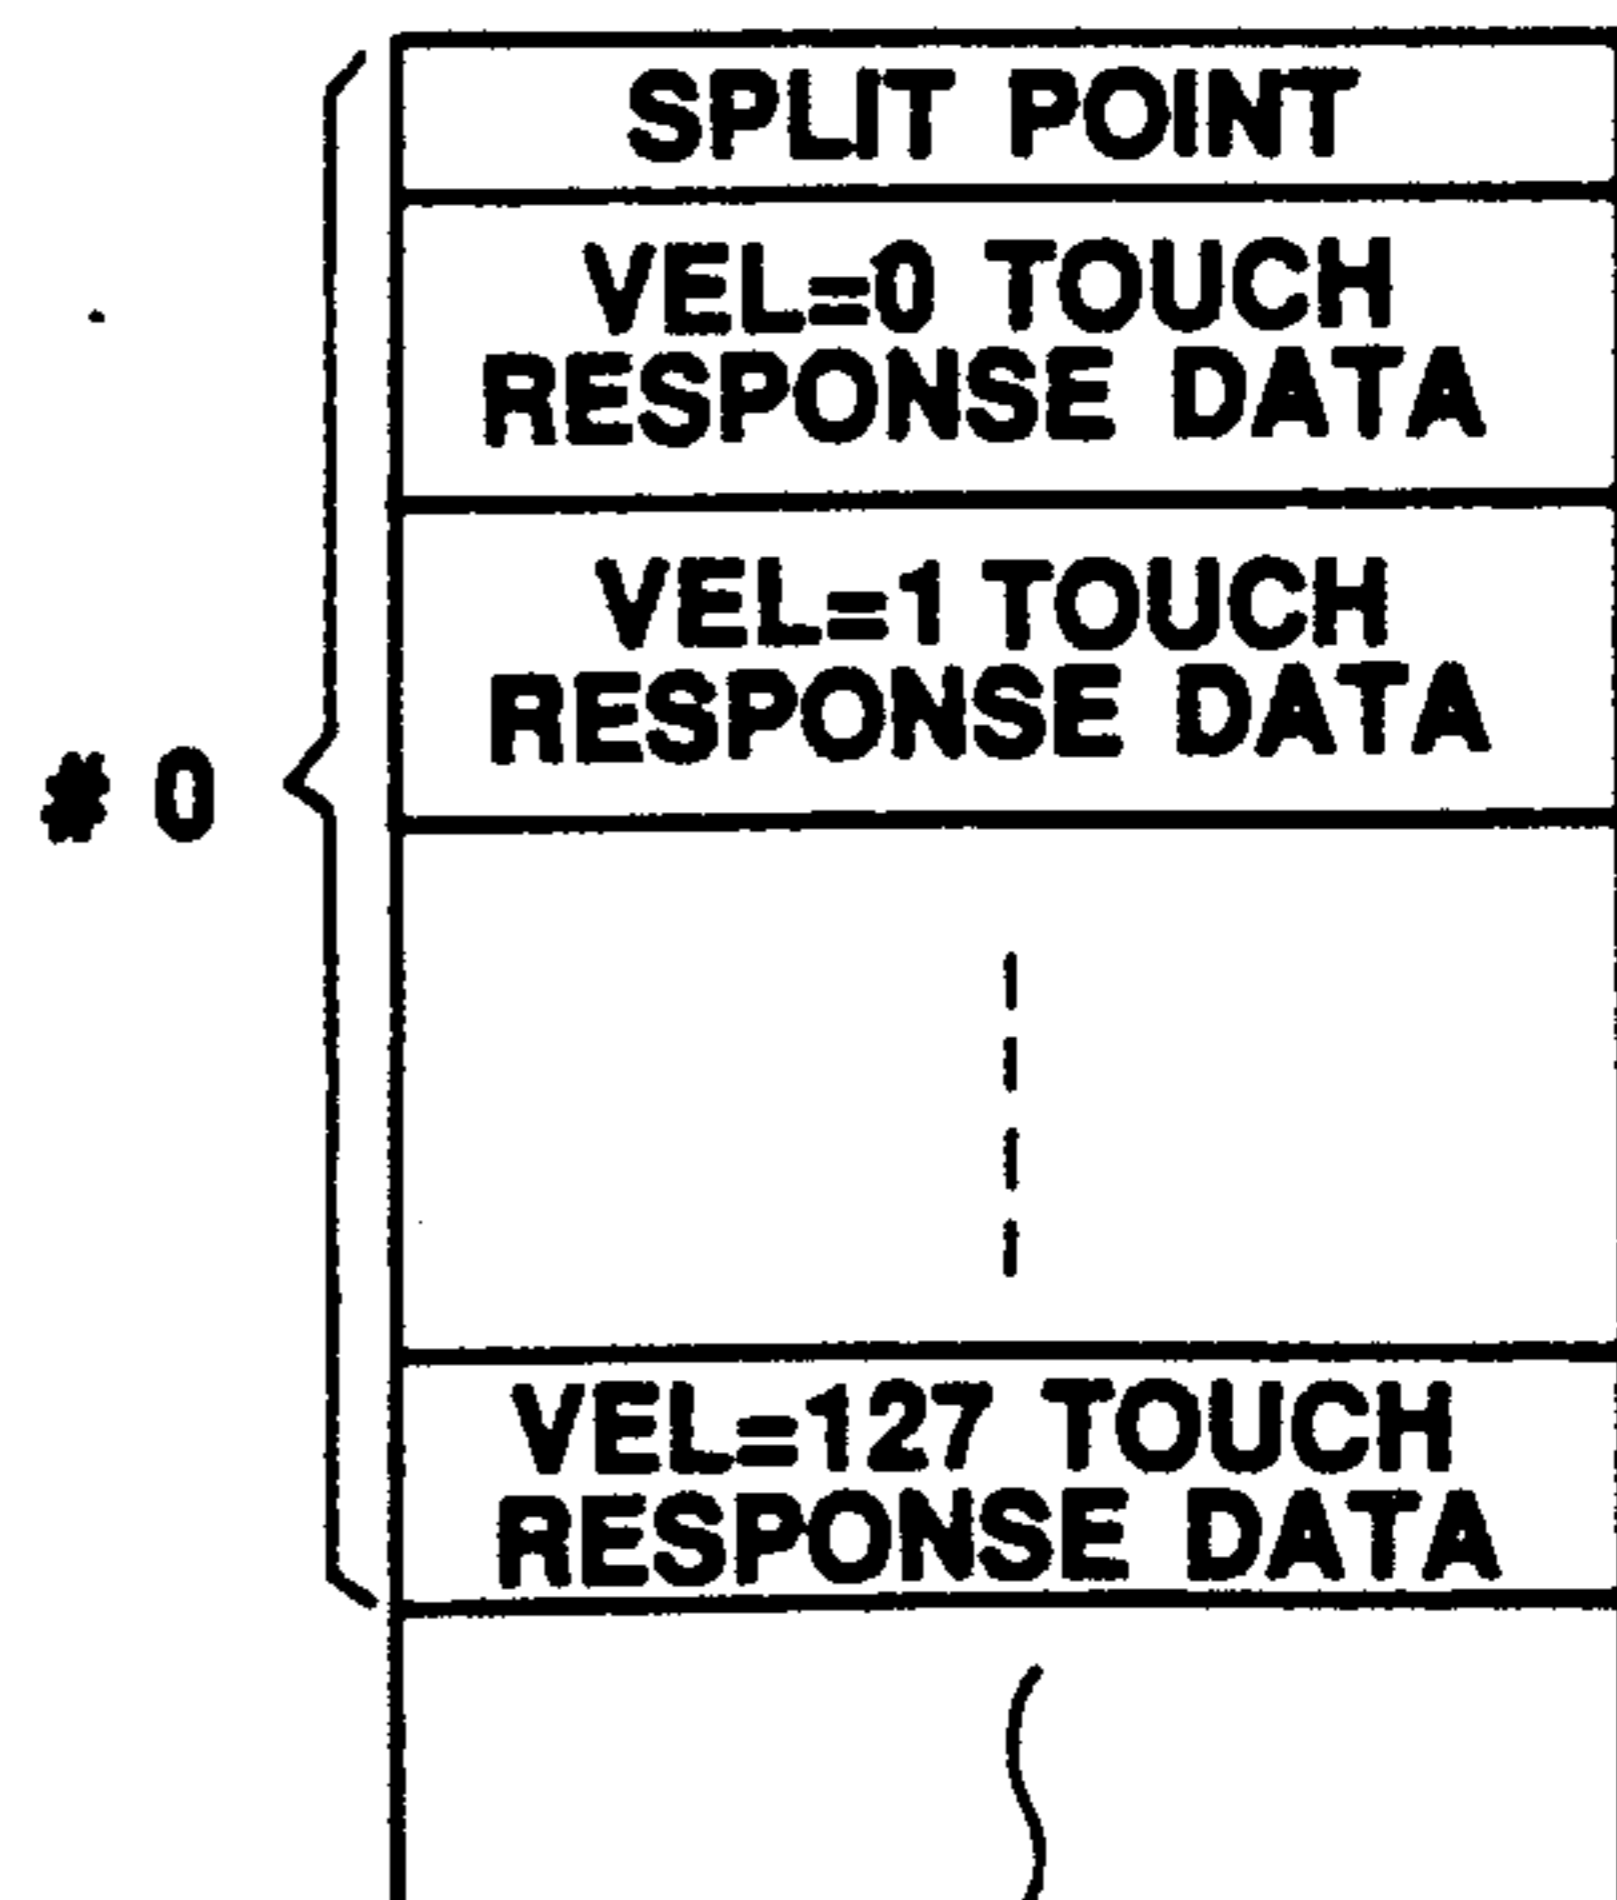 SPLIT POINT
VEL=0 TOUCH
RESPONSE DATA
VEL=1 TOUCH
RESPONSE DATA
# 0
VEL=127 TOUCH
RESPONSE DATA